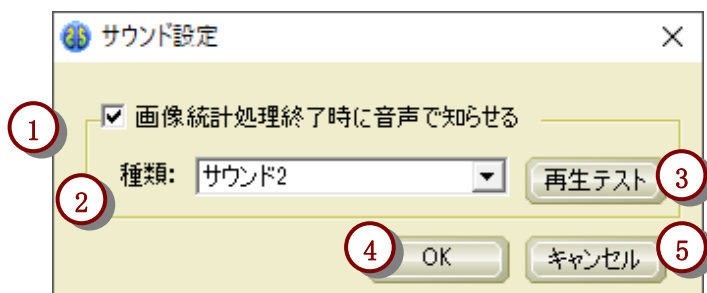 サウンド設定
① 画像統計処理終了時に音声で知らせる
② 種類: サウンド2 再生テスト ③
④ OK キャンセル ⑤